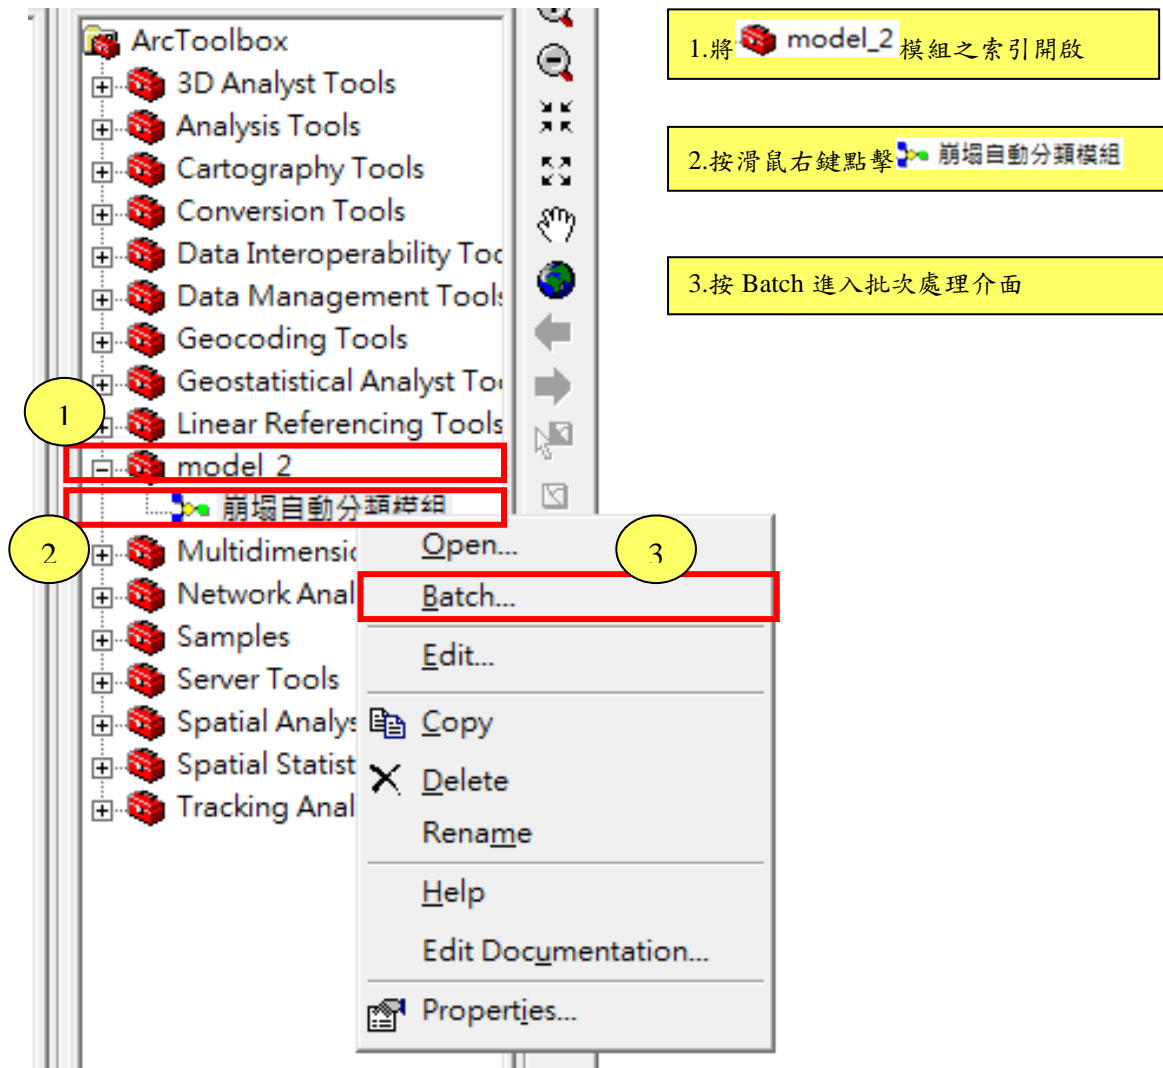 ArcToolbox
3D Analyst Tools
Analysis Tools
Cartography Tools
Conversion Tools
Data Interoperability Too
Data Management Tools
Geocoding Tools
Geostatistical Analyst Too
Linear Referencing Tools
model_2
崩塌自動分類模組
Multidimensio
Network Anal
Samples
Server Tools
Spatial Analys
Spatial Statist
Tracking Anal
1
2
3
Open...
Batch...
Edit...
Copy
Delete
Rename
Help
Edit Documentation...
Properties...
1.將 model_2 模組之索引開啟
2.按滑鼠右鍵點擊 崩塌自動分類模組
3.按 Batch 進入批次處理介面